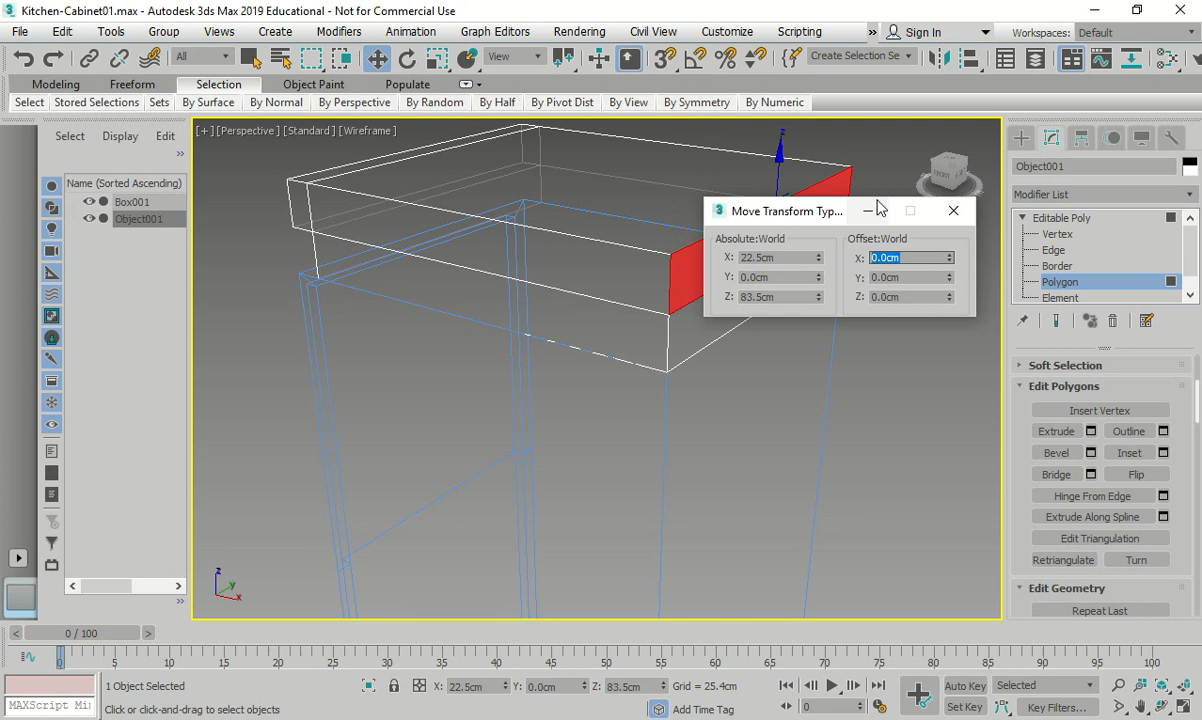 Kitchen-Cabinet01.max - Autodesk 3ds Max 2019 Educational - Not for Commercial Use
File Edit Tools Group Views Create Modifiers Animation Graph Editors Rendering Civil View Customize Scripting » Sign In Workspaces: Default
All View Create Selection Se
Modeling Freeform Selection Object Paint Populate
Select Stored Selections Sets By Surface By Normal By Perspective By Random By Half By Pivot Dist By View By Symmetry By Numeric
Select Display Edit
Name (Sorted Ascending)
Box001
Object001
[+] [Perspective] [Standard] [Wireframe]
Move Transform Typ...
Absolute:World Offset:World
X: 22.5cm X: 0.0cm
Y: 0.0cm Y: 0.0cm
Z: 83.5cm Z: 0.0cm
z
z
y
x
Object001
Modifier List
Editable Poly
Vertex
Edge
Border
Polygon
Element
Soft Selection
Edit Polygons
Insert Vertex
Extrude Outline
Bevel Inset
Bridge Flip
Hinge From Edge
Extrude Along Spline
Edit Triangulation
Retriangulate Turn
Edit Geometry
Repeat Last
< 0 / 100 >
0 5 10 15 20 25 30 35 40 45 50 55 60 65 70 75 80 85 90 95 100
1 Object Selected X: 22.5cm Y: 0.0cm Z: 83.5cm Grid = 25.4cm Auto Key Selected
MAXScript Mi Click or click-and-drag to select objects Add Time Tag 0 Set Key Key Filters...